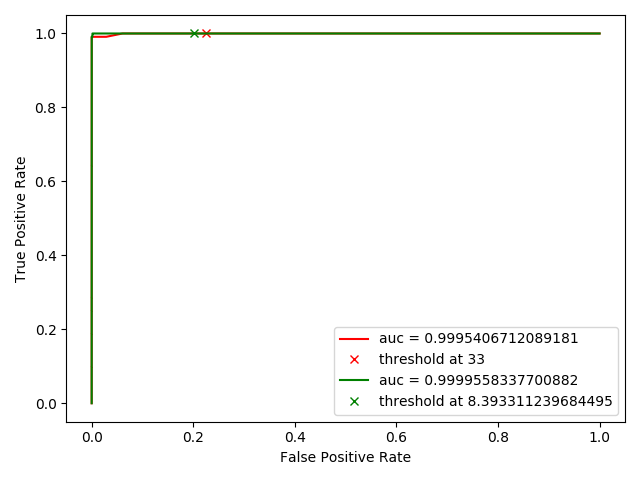 1.0
0.8
0.6
0.4
0.2
0.0
True Positive Rate
auc = 0.9995406712089181
threshold at 33
auc = 0.9999558337700882
threshold at 8.393311239684495
0.0 0.2 0.4 0.6 0.8 1.0
False Positive Rate